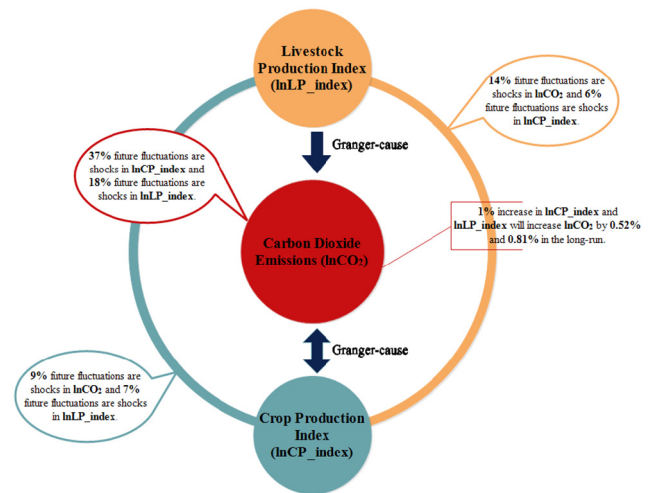 Livestock
Production Index
(lnLP_index)
14% future fluctuations are
shocks in lnCO₂ and 6%
future fluctuations are shocks
in lnCP_index.
Granger-cause
37% future fluctuations are
shocks in lnCP_index and
18% future fluctuations are
shocks in lnLP_index.
1% increase in lnCP_index and
lnLP_index will increase lnCO₂ by 0.52%
and 0.81% in the long-run.
Carbon Dioxide
Emissions (lnCO₂)
Granger-cause
9% future fluctuations are
shocks in lnCO₂ and 7%
future fluctuations are shocks
in lnLP_index.
Crop Production
Index
(lnCP_index)